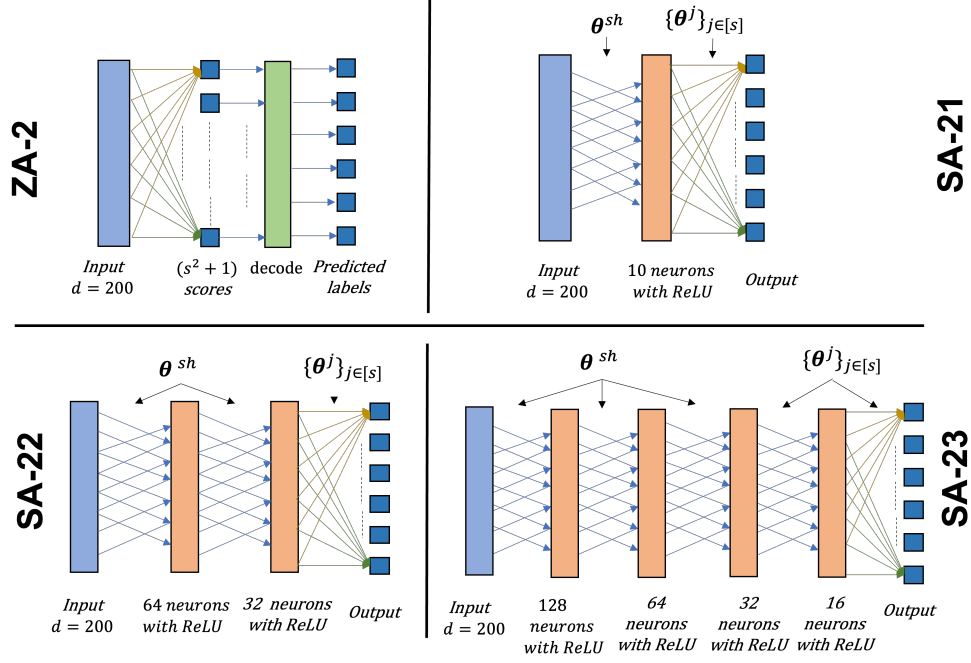 ZA-2
Input
d = 200
(s² + 1)
scores
decode
Predicted
labels
θ^{sh}
{θ^j}_{j∈[s]}
Input
d = 200
10 neurons
with ReLU
Output
SA-21
SA-22
θ^{sh}
{θ^j}_{j∈[s]}
Input
d = 200
64 neurons
with ReLU
32 neurons
with ReLU
Output
θ^{sh}
{θ^j}_{j∈[s]}
Input
d = 200
128
neurons
with ReLU
64
neurons
with ReLU
32
neurons
with ReLU
16
neurons
with ReLU
Output
SA-23